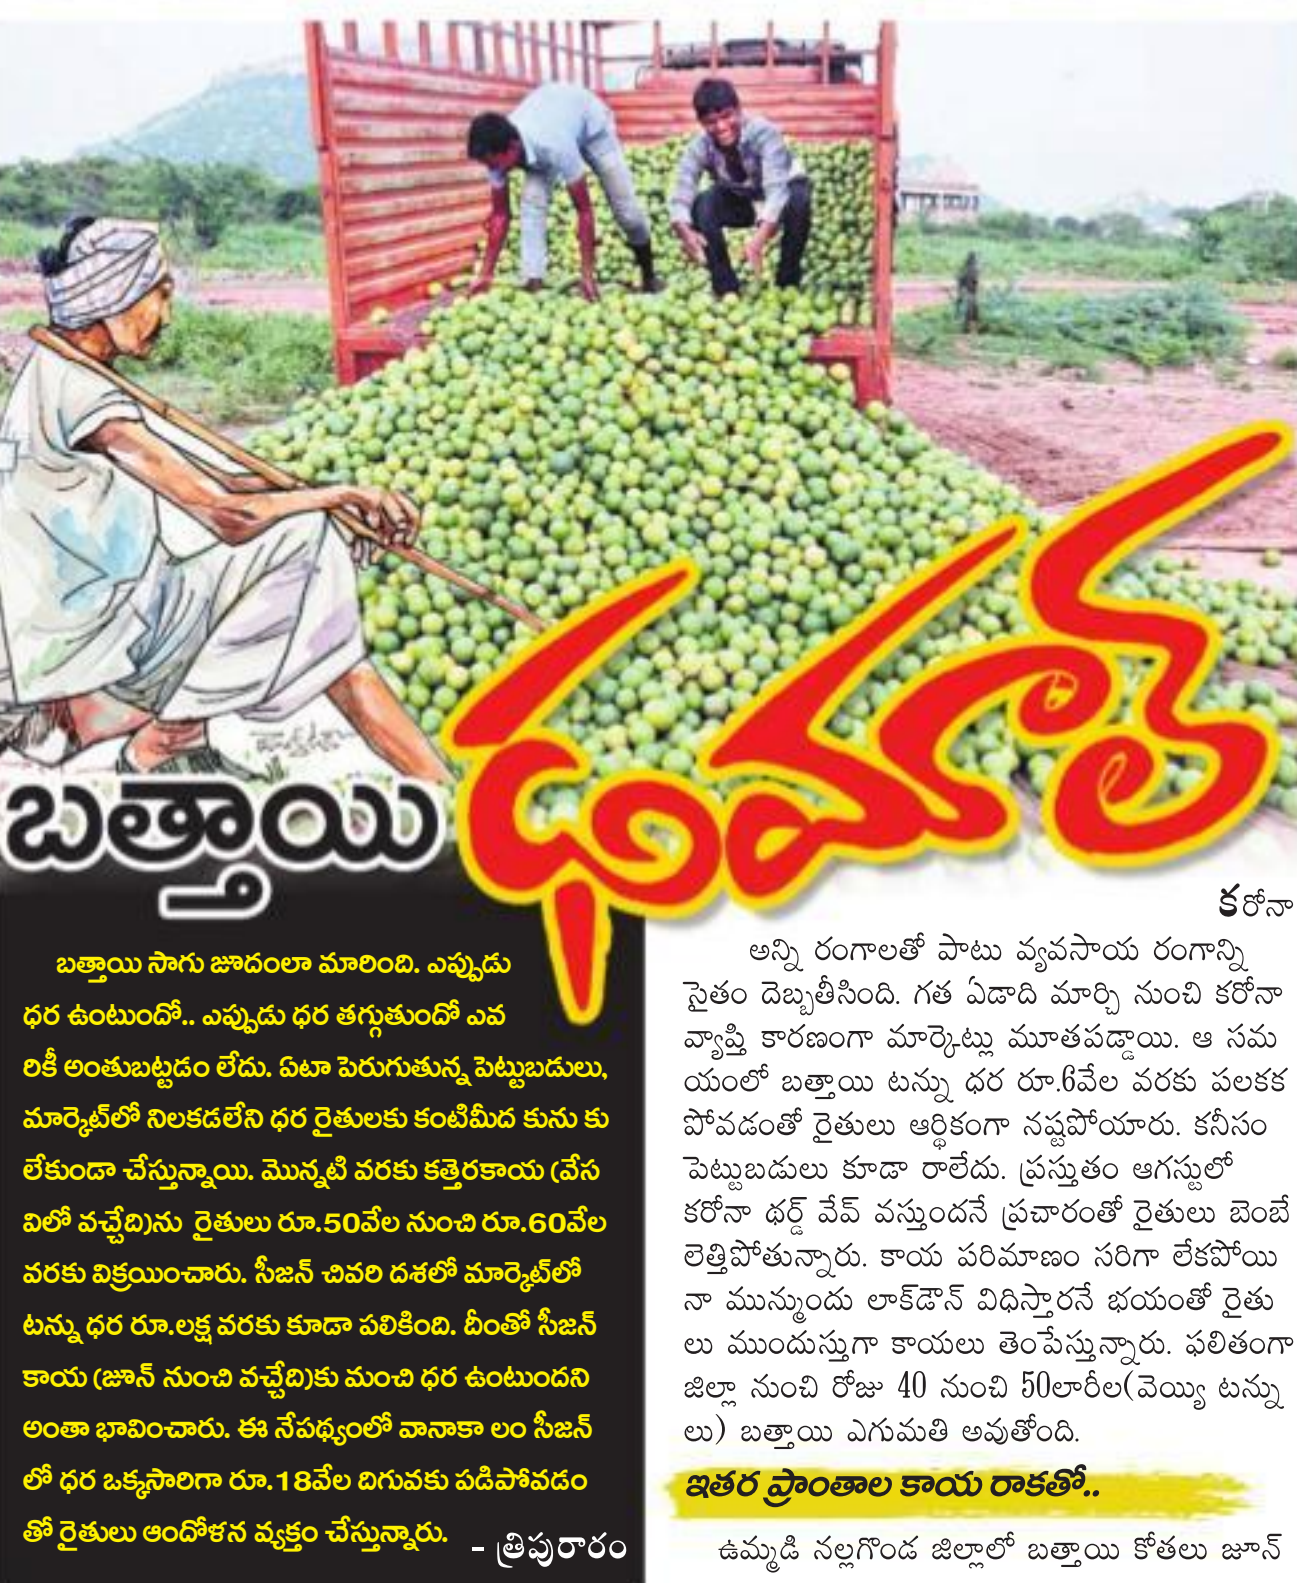 బత్తాయి ఢమాల్
బత్తాయి సాగు జూదంలా మారింది. ఎప్పుడు
ధర ఉంటుందో.. ఎప్పుడు ధర తగ్గుతుందో ఎవ
రికీ అంతుబట్టడం లేదు. ఏటా పెరుగుతున్న పెట్టుబడులు,
మార్కెట్‌లో నిలకడలేని ధర రైతులకు కంటిమీద కును కు
లేకుండా చేస్తున్నాయి. మొన్నటి వరకు కత్తెరకాయ (వేస
విలో వచ్చేది)ను రైతులు రూ.50వేల నుంచి రూ.60వేల
వరకు విక్రయించారు. సీజన్ చివరి దశలో మార్కెట్‌లో
టన్ను ధర రూ.లక్ష వరకు కూడా పలికింది. దీంతో సీజన్
కాయ (జూన్ నుంచి వచ్చేది)కు మంచి ధర ఉంటుందని
అంతా భావించారు. ఈ నేపథ్యంలో వానాకా లం సీజన్
లో ధర ఒక్కసారిగా రూ.18వేల దిగువకు పడిపోవడం
తో రైతులు ఆందోళన వ్యక్తం చేస్తున్నారు.
- త్రిపురారం
కరోనా
అన్ని రంగాలతో పాటు వ్యవసాయ రంగాన్ని
సైతం దెబ్బతీసింది. గత ఏడాది మార్చి నుంచి కరోనా
వ్యాప్తి కారణంగా మార్కెట్లు మూతపడ్డాయి. ఆ సమ
యంలో బత్తాయి టన్ను ధర రూ.6వేల వరకు పలకక
పోవడంతో రైతులు ఆర్థికంగా నష్టపోయారు. కనీసం
పెట్టుబడులు కూడా రాలేదు. ప్రస్తుతం ఆగస్టులో
కరోనా థర్డ్ వేవ్ వస్తుందనే ప్రచారంతో రైతులు బెంబే
లెత్తిపోతున్నారు. కాయ పరిమాణం సరిగా లేకపోయి
నా మున్ముందు లాక్‌డౌన్ విధిస్తారనే భయంతో రైతు
లు ముందుస్తుగా కాయలు తెంపేస్తున్నారు. ఫలితంగా
జిల్లా నుంచి రోజు 40 నుంచి 50లారీల(వెయ్యి టన్ను
లు) బత్తాయి ఎగుమతి అవుతోంది.
ఇతర ప్రాంతాల కాయ రాకతో..
ఉమ్మడి నల్లగొండ జిల్లాలో బత్తాయి కోతలు జూన్